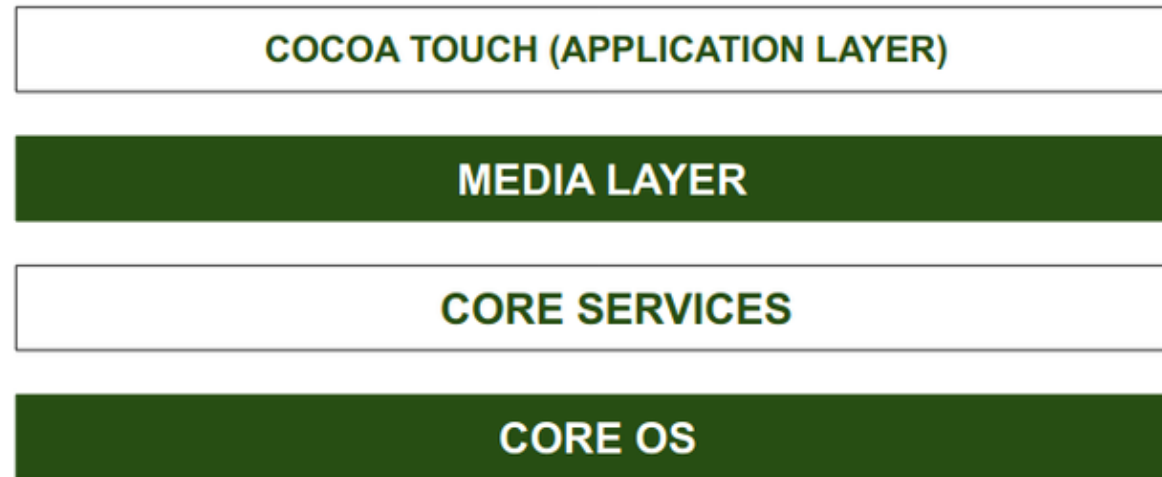 COCOA TOUCH (APPLICATION LAYER)
MEDIA LAYER
CORE SERVICES
CORE OS